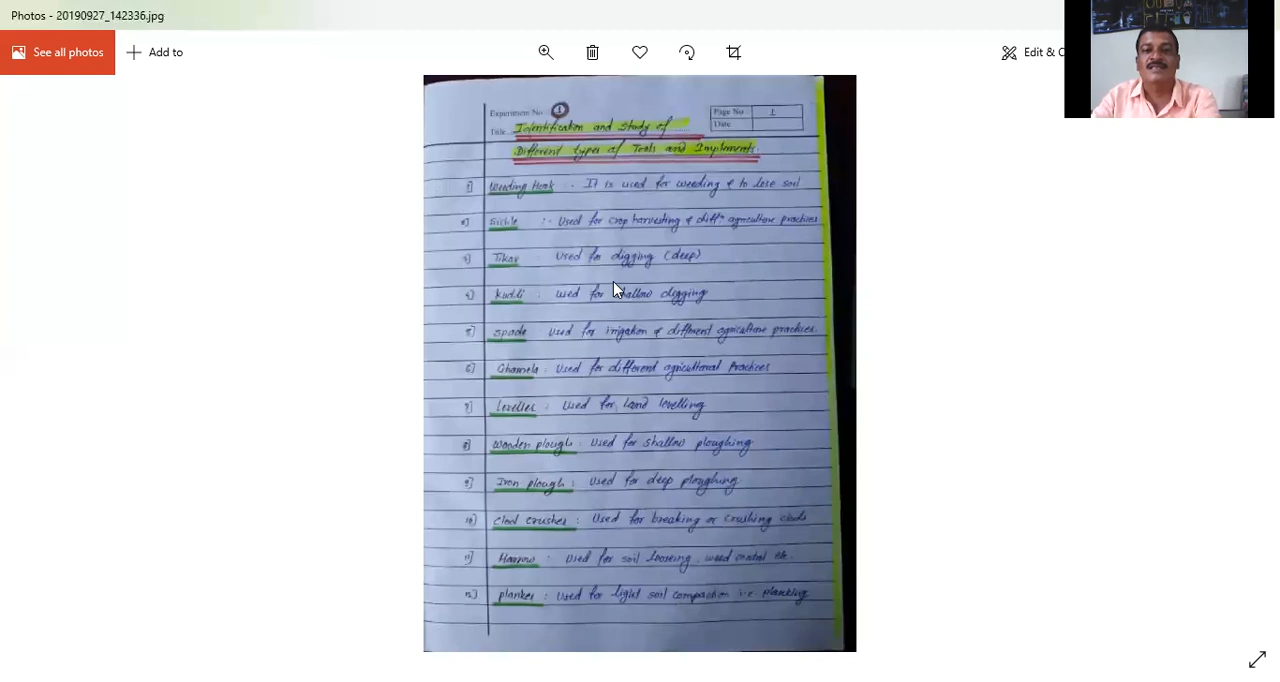 Photos - 20190927_142336.jpg
See all photos
Add to
Edit & C
Experiment No. 1
Page No 1
Date
Title Identification and Study of
Different types of Tools and Implements.
1] Weeding Hook :- It is used for weeding & to lose soil
2] Sickle :- Used for crop harvesting & diffn agriculture practices
3] Tikav Used for digging (deep)
4] Kudli : Used for shallow digging
5] Spade Used for irrigation & different agriculture practices.
6] Ghamela : Used for different agricultural Practices
7] Leveller : Used for Land levelling
8] Wooden plough : Used for shallow ploughing
9] Iron plough : Used for deep ploughing
10] Clod crusher : Used for breaking or crushing clods
11] Harrow : Used for soil loosening, weed control etc.
12] planker : Used for light soil compaction i.e. planking